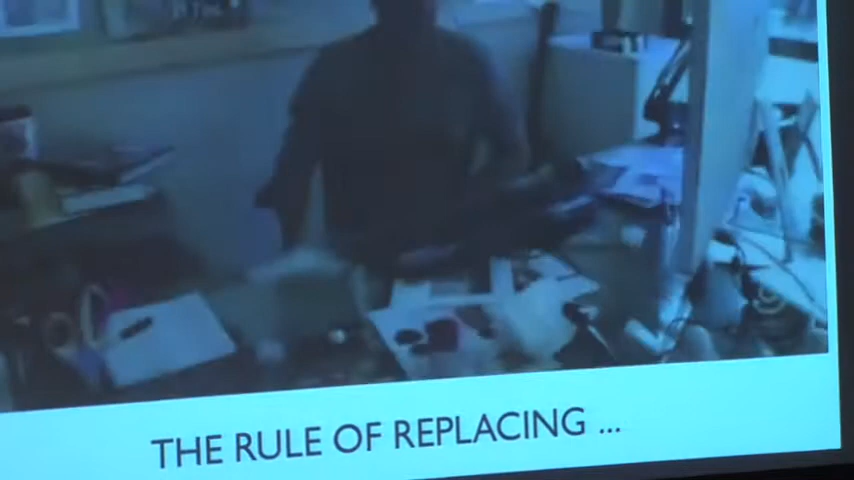 THE RULE OF REPLACING ...